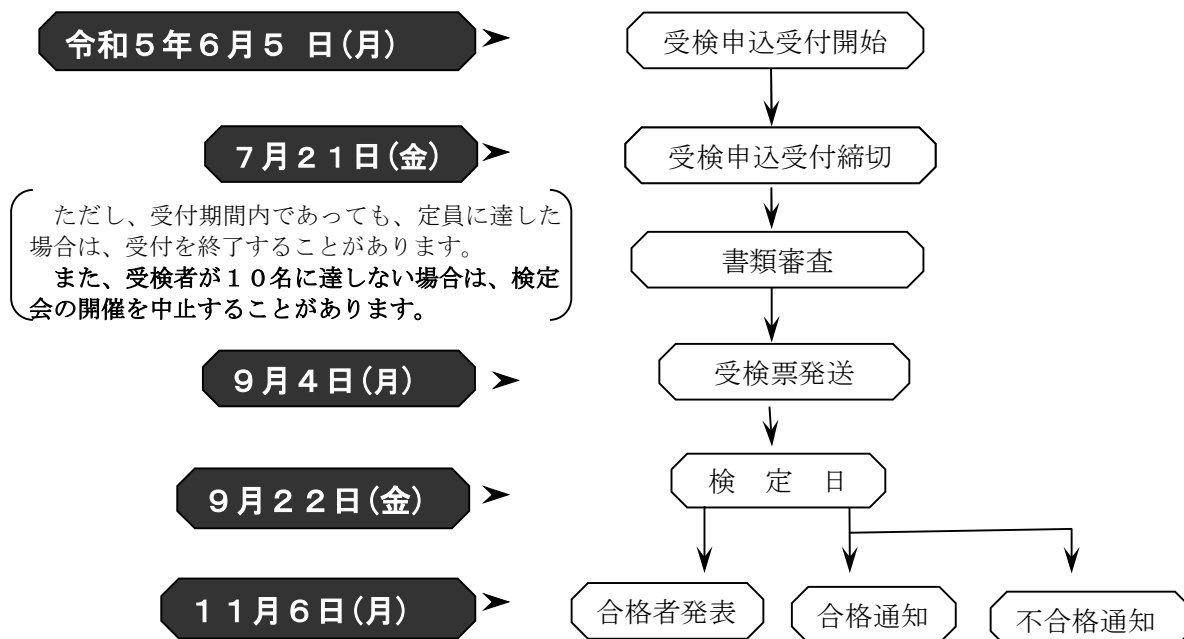 令和５年６月５ 日(月)
受検申込受付開始
７月２１日(金)
受検申込受付締切
ただし、受付期間内であっても、定員に達した
場合は、受付を終了することがあります。
また、受検者が１０名に達しない場合は、検定
会の開催を中止することがあります。
書類審査
９月４日(月)
受検票発送
９月２２日(金)
検　定　日
１１月６日(月)
合格者発表
合格通知
不合格通知